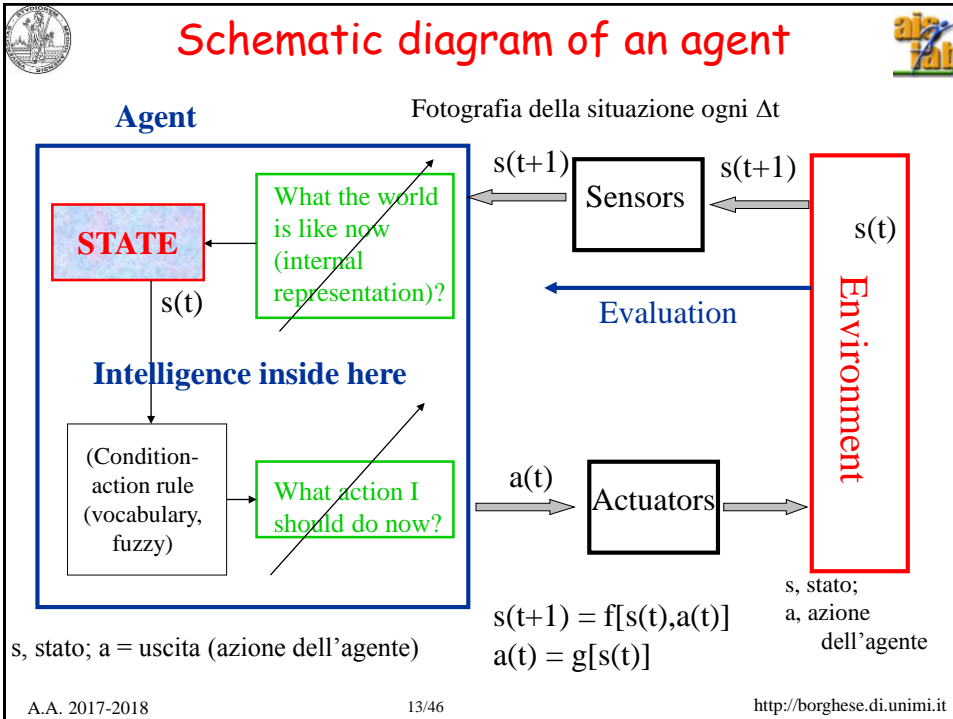 Schematic diagram of an agent
Agent
Fotografia della situazione ogni Δt
s(t+1)
s(t+1)
What the world
is like now
(internal
representation)?
Sensors
s(t)
STATE
s(t)
Evaluation
Environment
Intelligence inside here
(Condition-
action rule
(vocabulary,
fuzzy)
What action I
should do now?
a(t)
Actuators
s, stato;
a, azione
dell'agente
s(t+1) = f[s(t),a(t)]
a(t) = g[s(t)]
s, stato; a = uscita (azione dell'agente)
A.A. 2017-2018
13/46
http://borghese.di.unimi.it